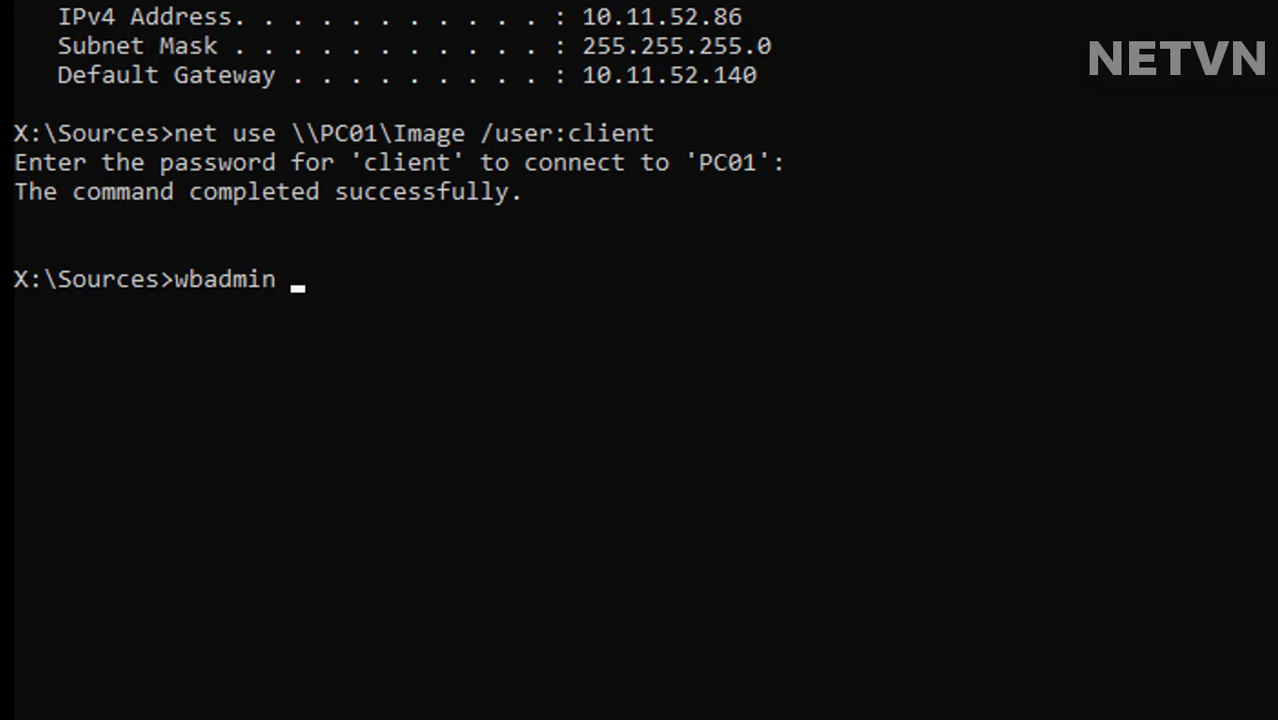 IPv4 Address. . . . . . . . . . . : 10.11.52.86
Subnet Mask . . . . . . . . . . . : 255.255.255.0
Default Gateway . . . . . . . . . : 10.11.52.140
NETVN
X:\Sources>net use \\PC01\Image /user:client
Enter the password for 'client' to connect to 'PC01':
The command completed successfully.
X:\Sources>wbadmin _